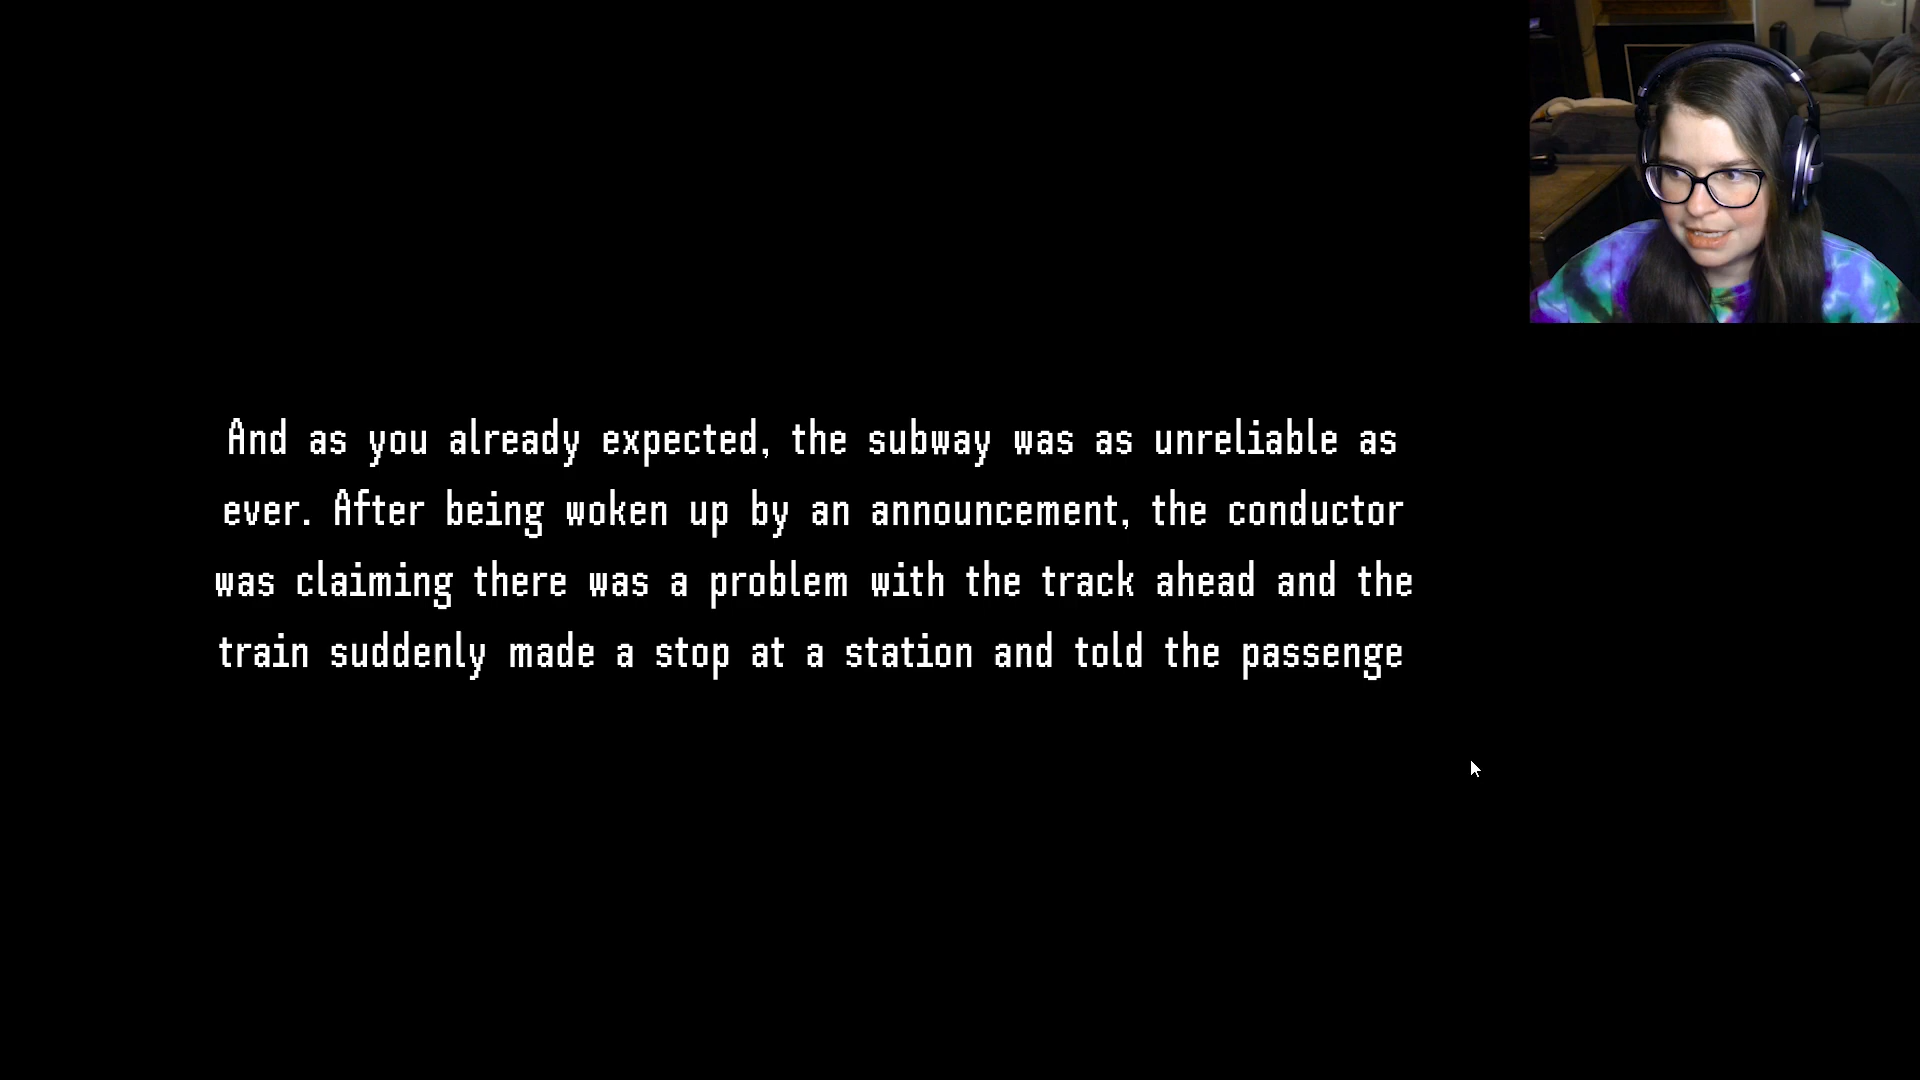 And as you already expected, the subway was as unreliable as
ever. After being woken up by an announcement, the conductor
was claiming there was a problem with the track ahead and the
train suddenly made a stop at a station and told the passenge